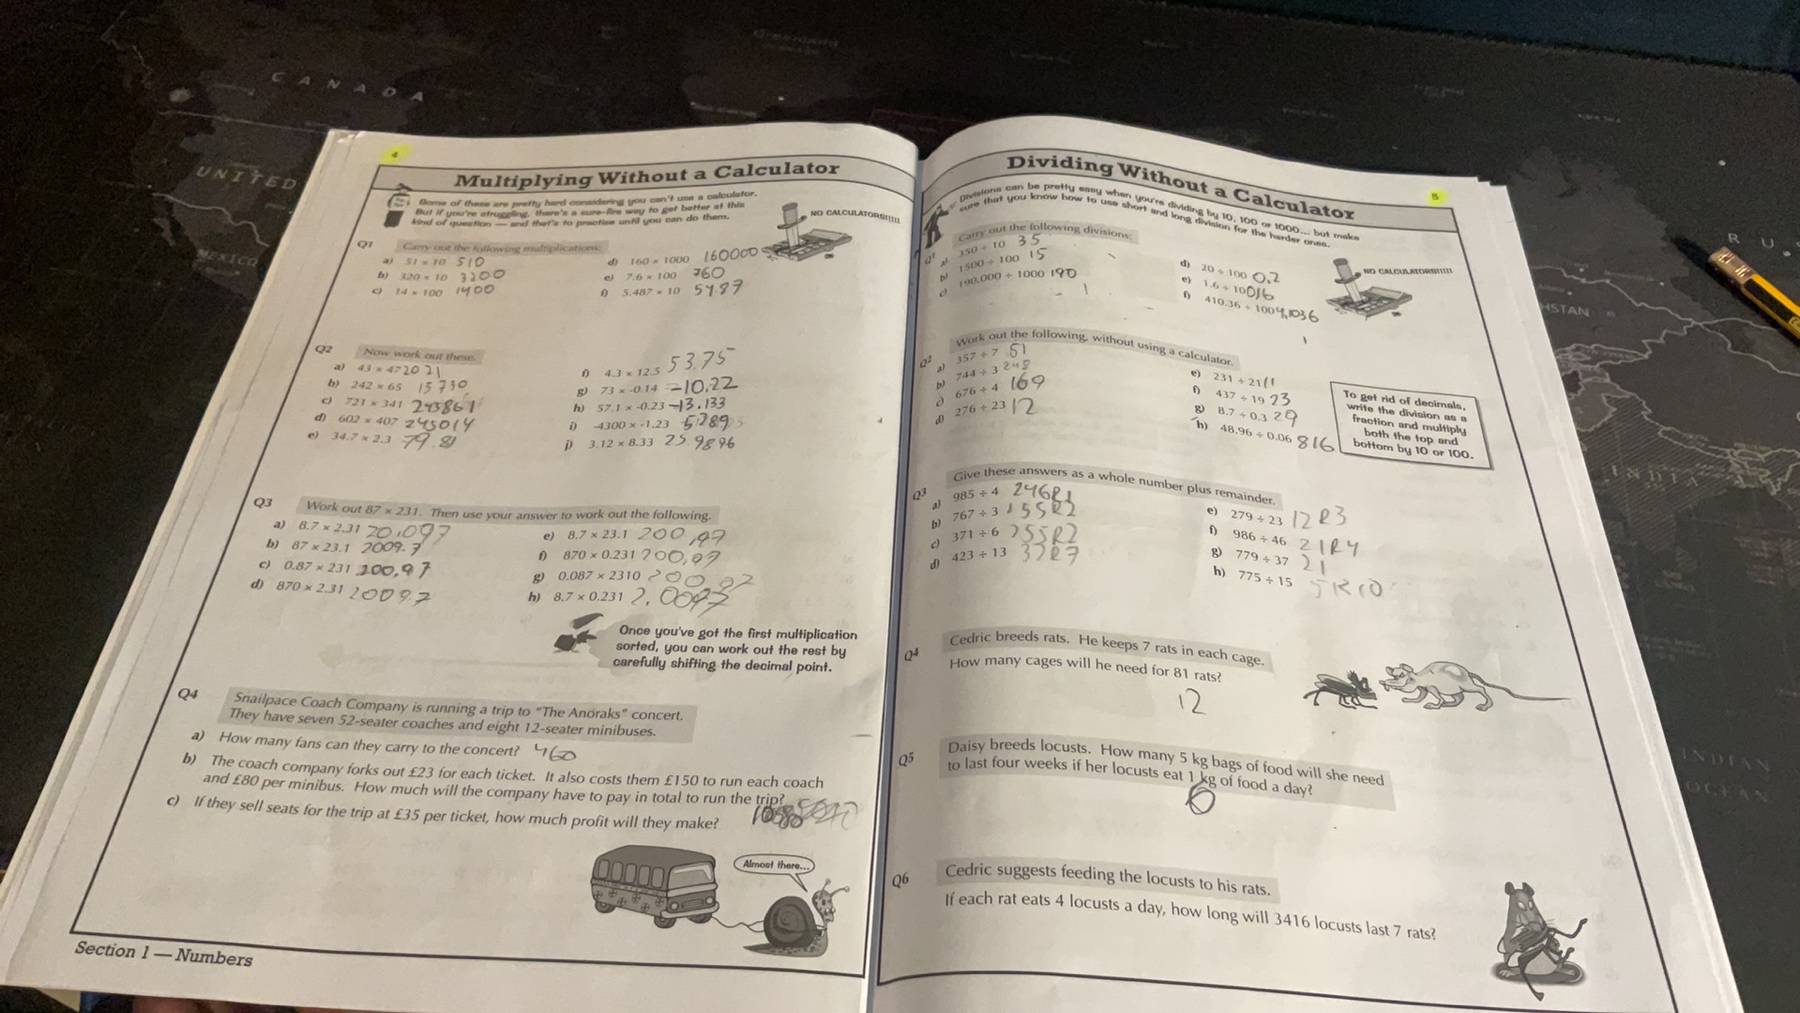 CANADA
UNITED
MEXICO
R U
STAN
INDIA
INDIAN
OCEAN
4
Multiplying Without a Calculator
Some of these are pretty hard considering you can't use a calculator.
But if you're struggling, there's a sure-fire way to get better at this
kind of question — and that's to practise until you can do them.
NO CALCULATORS!!!!!
Q1 Carry out the following multiplications:
a) 51 × 10 510
b) 320 × 10 3200
c) 14 × 100 1400
d) 160 × 1000 160000
e) 7.6 × 100 760
f) 5.487 × 10 5487
Q2 Now work out these.
a) 43 × 47 2021
b) 242 × 65 15730
c) 721 × 341 245861
d) 602 × 407 245014
e) 34.7 × 2.3 79.81
f) 4.3 × 12.5 53.75
g) 73 × -0.14 -10.22
h) 57.1 × -0.23 -13.133
i) -4300 × -1.23
j) 3.12 × 8.33 25.9896
Q3 Work out 87 × 231. Then use your answer to work out the following.
a) 8.7 × 2.31 20.097
b) 87 × 23.1 2009.7
c) 0.87 × 231 200.97
d) 870 × 2.31 20097
e) 8.7 × 23.1 200,97
f) 870 × 0.231 200,97
g) 0.087 × 2310 200,97
h) 8.7 × 0.231 2.0097
Once you've got the first multiplication
sorted, you can work out the rest by
carefully shifting the decimal point.
Q4 Snailpace Coach Company is running a trip to "The Anoraks" concert.
They have seven 52-seater coaches and eight 12-seater minibuses.
a) How many fans can they carry to the concert? 460
b) The coach company forks out £23 for each ticket. It also costs them £150 to run each coach
and £80 per minibus. How much will the company have to pay in total to run the trip?
c) If they sell seats for the trip at £35 per ticket, how much profit will they make?
Almost there...
Section 1 — Numbers
5
Dividing Without a Calculator
Divisions can be pretty easy when you're dividing by 10, 100 or 1000... but make
sure that you know how to use short and long division for the harder ones.
NO CALCULATORS!!!!!
Q1 Carry out the following divisions:
a) 350 ÷ 10 35
b) 1500 ÷ 100 15
c) 190,000 ÷ 1000 190
d) 20 ÷ 100 0.2
e) 1.6 ÷ 10 016
f) 410.36 ÷ 100 4.1036
Q2 Work out the following, without using a calculator.
a) 357 ÷ 7 51
b) 744 ÷ 3 248
c) 676 ÷ 4 169
d) 276 ÷ 23 12
e) 231 ÷ 21 11
f) 437 ÷ 19 23
g) 8.7 ÷ 0.3 29
h) 48.96 ÷ 0.06 816
To get rid of decimals,
write the division as a
fraction and multiply
both the top and
bottom by 10 or 100.
Q3 Give these answers as a whole number plus remainder.
a) 985 ÷ 4 246R1
b) 767 ÷ 3 255R2
c) 371 ÷ 6 255R2
d) 423 ÷ 13 32R7
e) 279 ÷ 23 12R3
f) 986 ÷ 46 21R4
g) 779 ÷ 37 21
h) 775 ÷ 15 51R10
Q4 Cedric breeds rats. He keeps 7 rats in each cage.
How many cages will he need for 81 rats?
12
Q5 Daisy breeds locusts. How many 5 kg bags of food will she need
to last four weeks if her locusts eat 1 kg of food a day?
6
Q6 Cedric suggests feeding the locusts to his rats.
If each rat eats 4 locusts a day, how long will 3416 locusts last 7 rats?